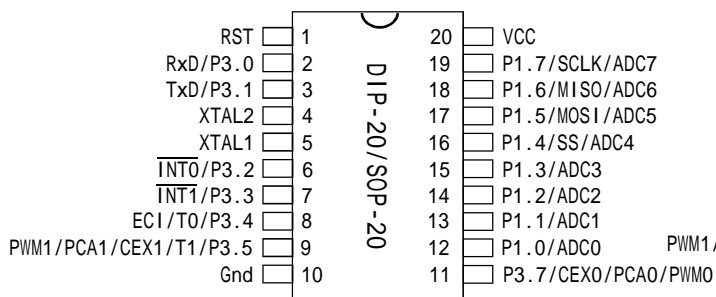 RST 1 20 VCC
RxD/P3.0 2 19 P1.7/SCLK/ADC7
TxD/P3.1 3 18 P1.6/MISO/ADC6
XTAL2 4 17 P1.5/MOSI/ADC5
XTAL1 5 16 P1.4/SS/ADC4
INT0/P3.2 6 15 P1.3/ADC3
INT1/P3.3 7 14 P1.2/ADC2
ECI/T0/P3.4 8 13 P1.1/ADC1
PWM1/PCA1/CEX1/T1/P3.5 9 12 P1.0/ADC0 PWM1/
Gnd 10 11 P3.7/CEX0/PCA0/PWM0
DIP-20/SOP-20